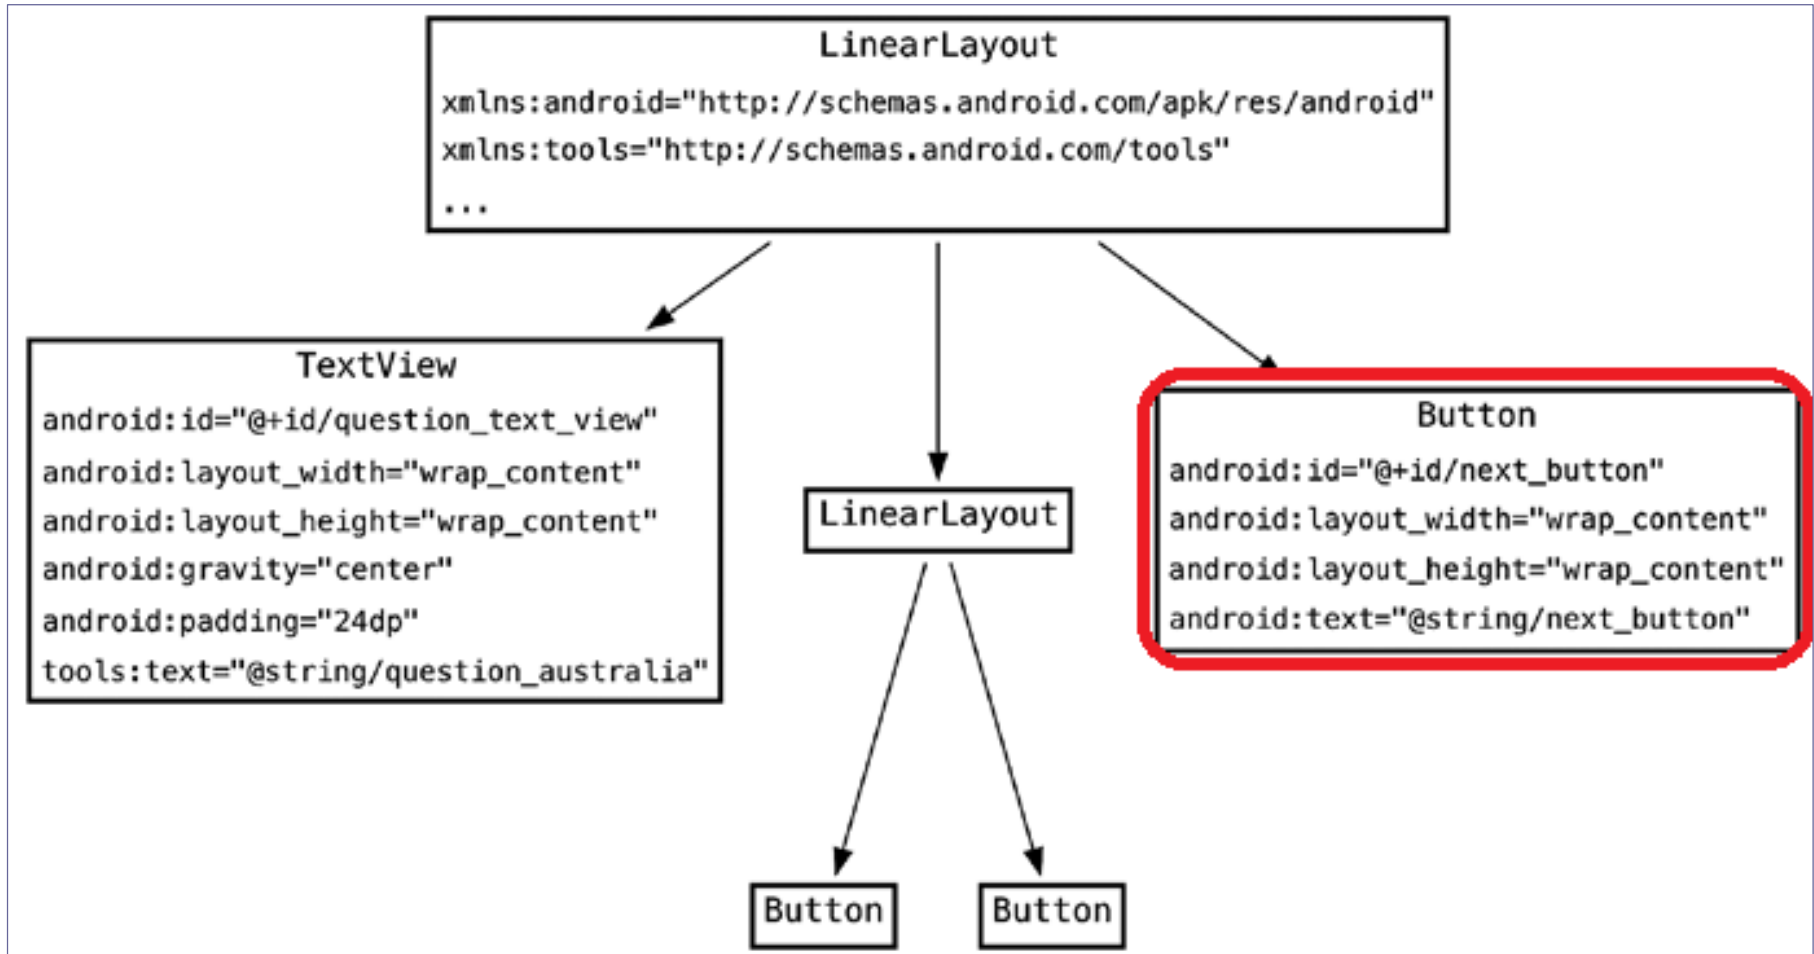 LinearLayout
xmlns:android="http://schemas.android.com/apk/res/android"
xmlns:tools="http://schemas.android.com/tools"
...
TextView
android:id="@+id/question_text_view"
android:layout_width="wrap_content"
android:layout_height="wrap_content"
android:gravity="center"
android:padding="24dp"
tools:text="@string/question_australia"
LinearLayout
Button
android:id="@+id/next_button"
android:layout_width="wrap_content"
android:layout_height="wrap_content"
android:text="@string/next_button"
Button
Button